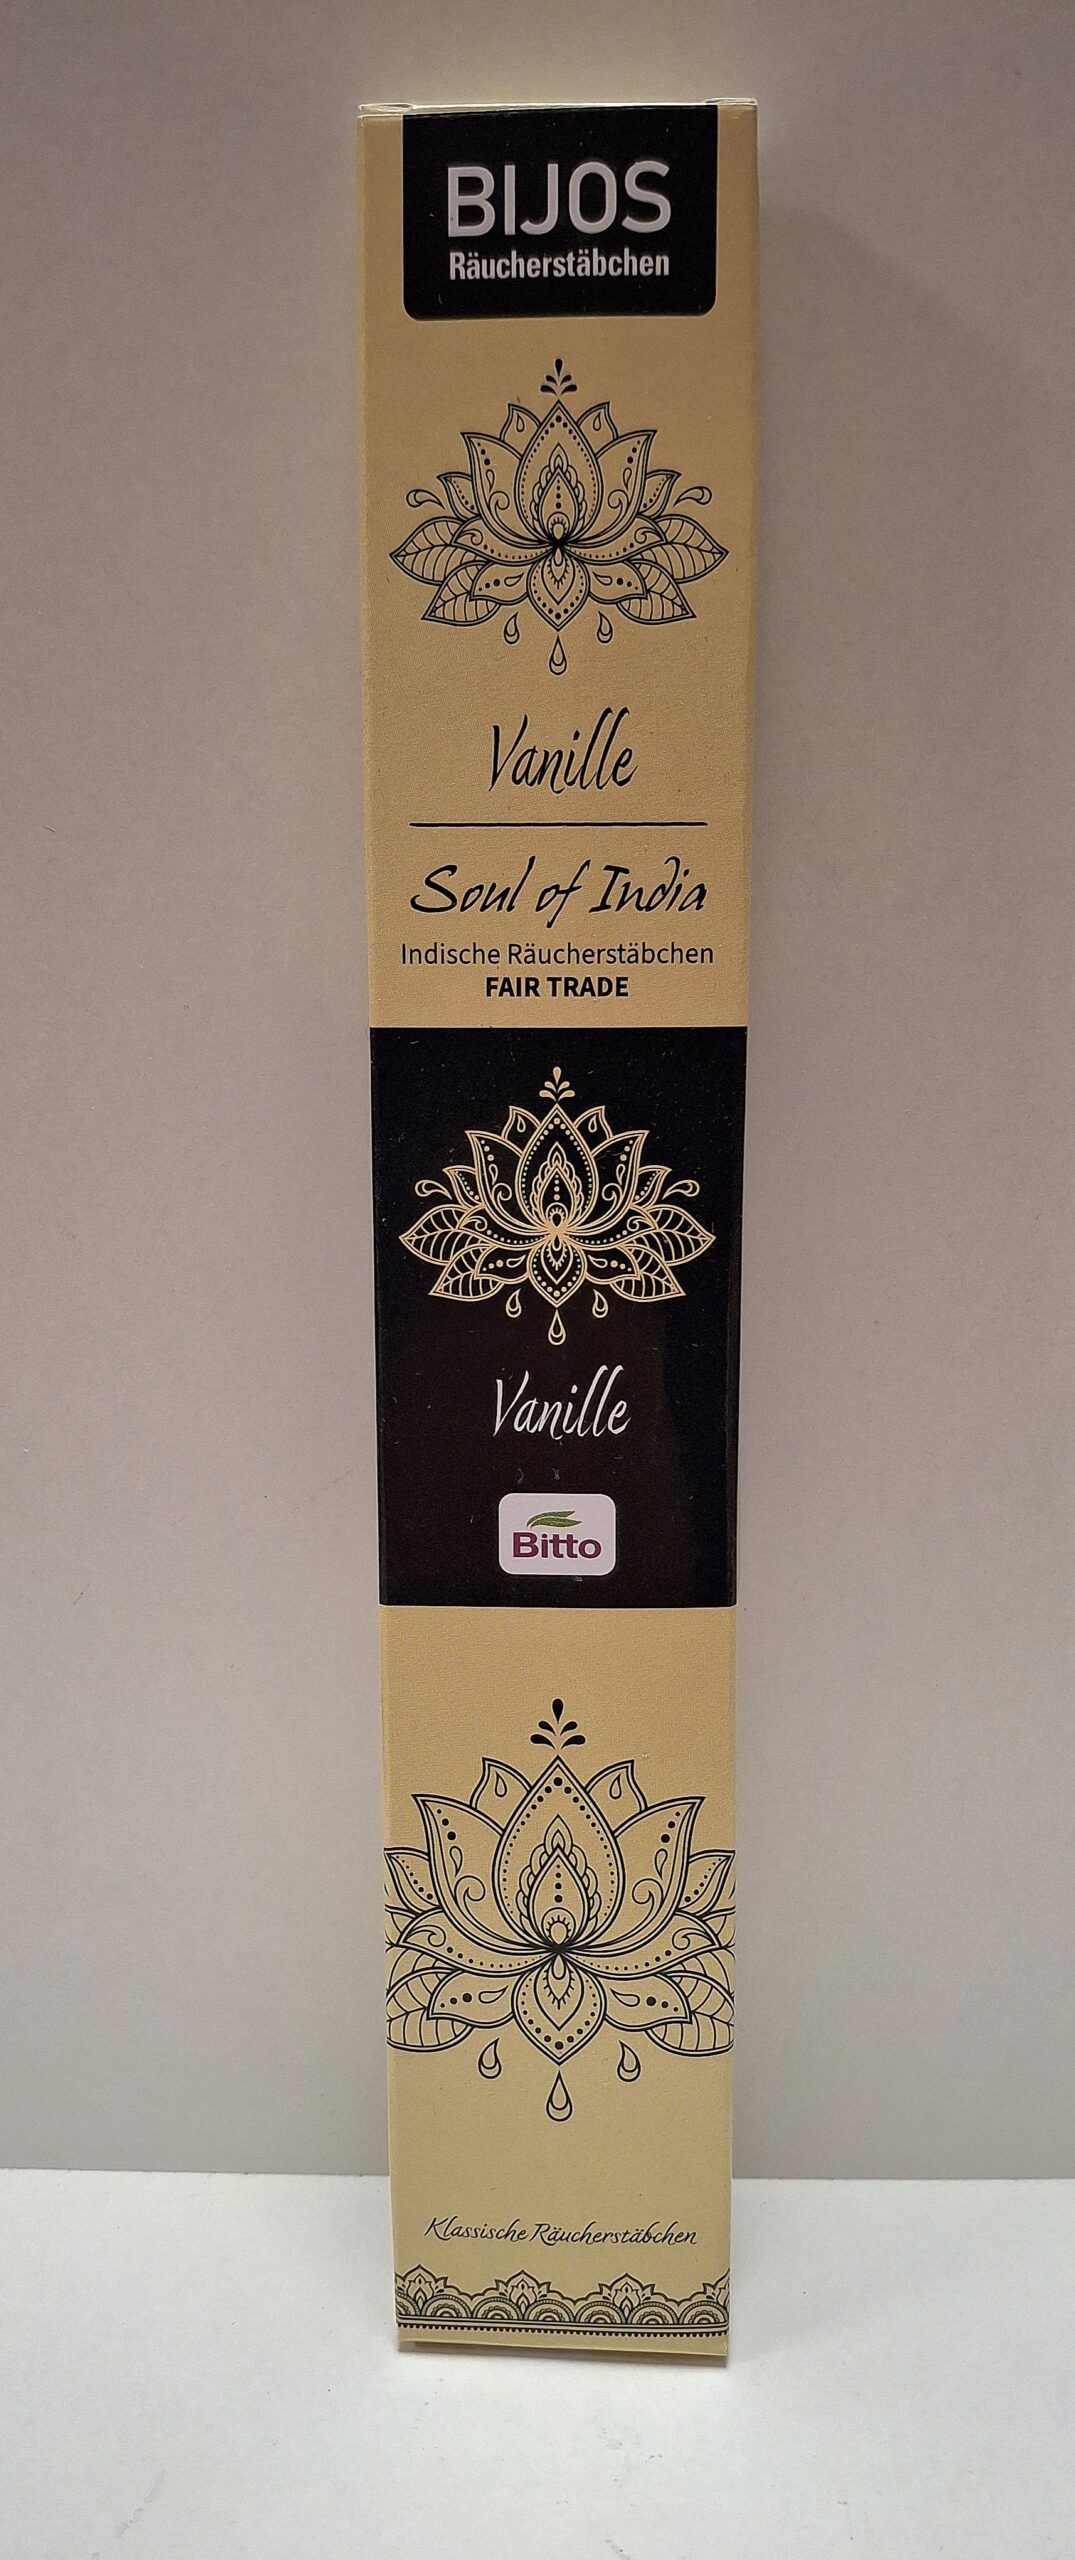 BIJOS
Räucherstäbchen
Vanille
Soul of India
Indische Räucherstäbchen
FAIR TRADE
Vanille
Bitto
Klassische Räucherstäbchen